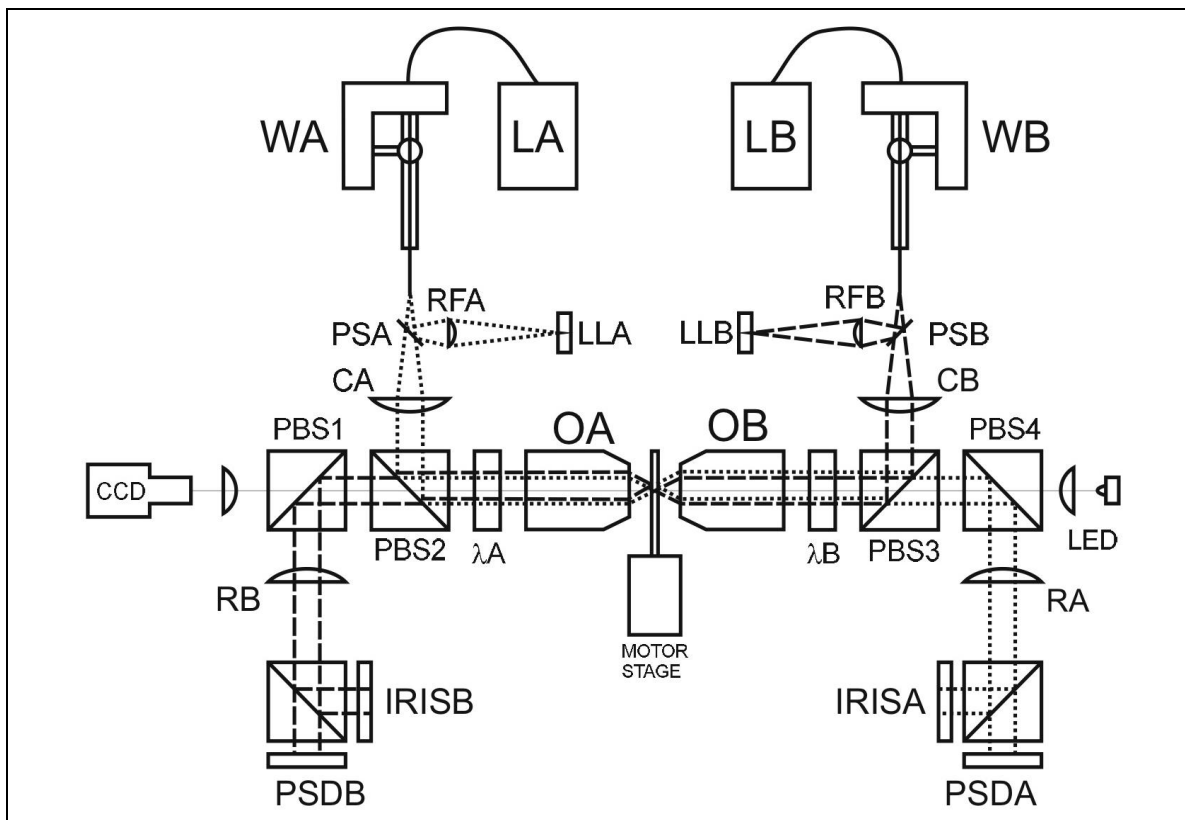 WA
LA
LB
WB
RFA
RFB
PSA
LLA
LLB
PSB
CA
CB
PBS1
OA
OB
PBS4
CCD
PBS2
λA
λB
PBS3
LED
RB
RA
MOTOR
STAGE
IRISB
IRISA
PSDB
PSDA